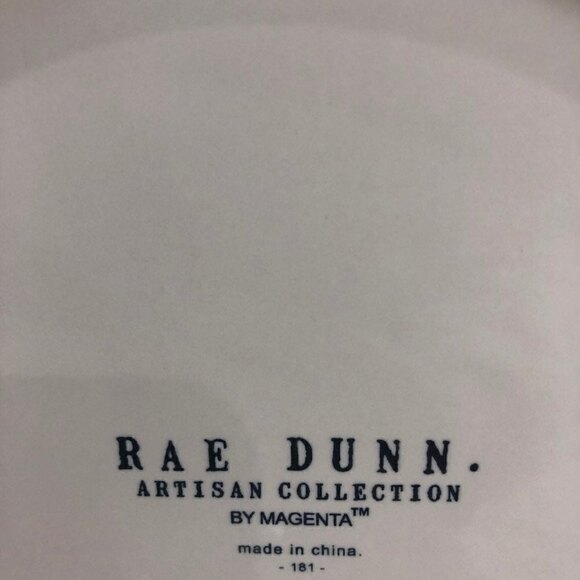 RAE DUNN.
ARTISAN COLLECTION
BY MAGENTA™
made in china.
- 181 -